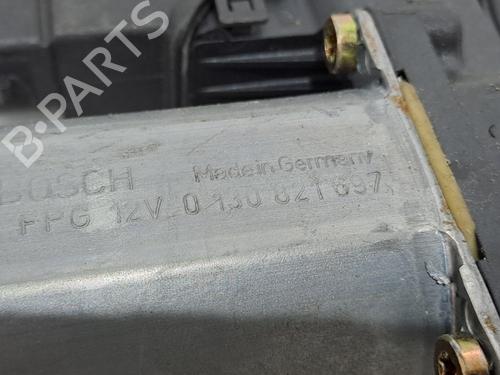 B-PARTS
BOSCH Made in Germany
FPG 12V 0 130 821 697